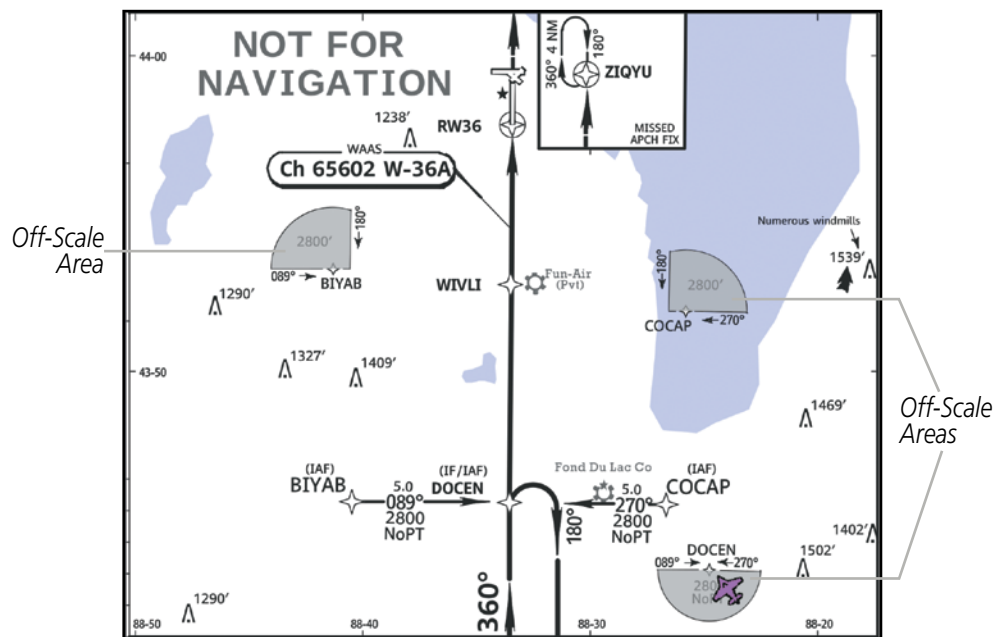 NOT FOR
NAVIGATION
44-00
1238'
RW36
WAAS
Ch 65602 W-36A
360° 4 NM
180°
ZIQYU
MISSED
APCH FIX
Off-Scale
Area
2800'
180°
089°
BIYAB
WIVLI
Fun-Air
(Pvt)
180°
2800'
COCAP
270°
Numerous windmills
1539'
1290'
1327'
1409'
43-50
1469'
Off-Scale
Areas
(IAF)
BIYAB
5.0
089°
2800
NoPT
(IF/IAF)
DOCEN
Fond Du Lac Co
5.0
270°
2800
NoPT
(IAF)
COCAP
180°
1402'
1502'
DOCEN
089°
270°
1290'
360°
88-50
88-40
88-30
88-20